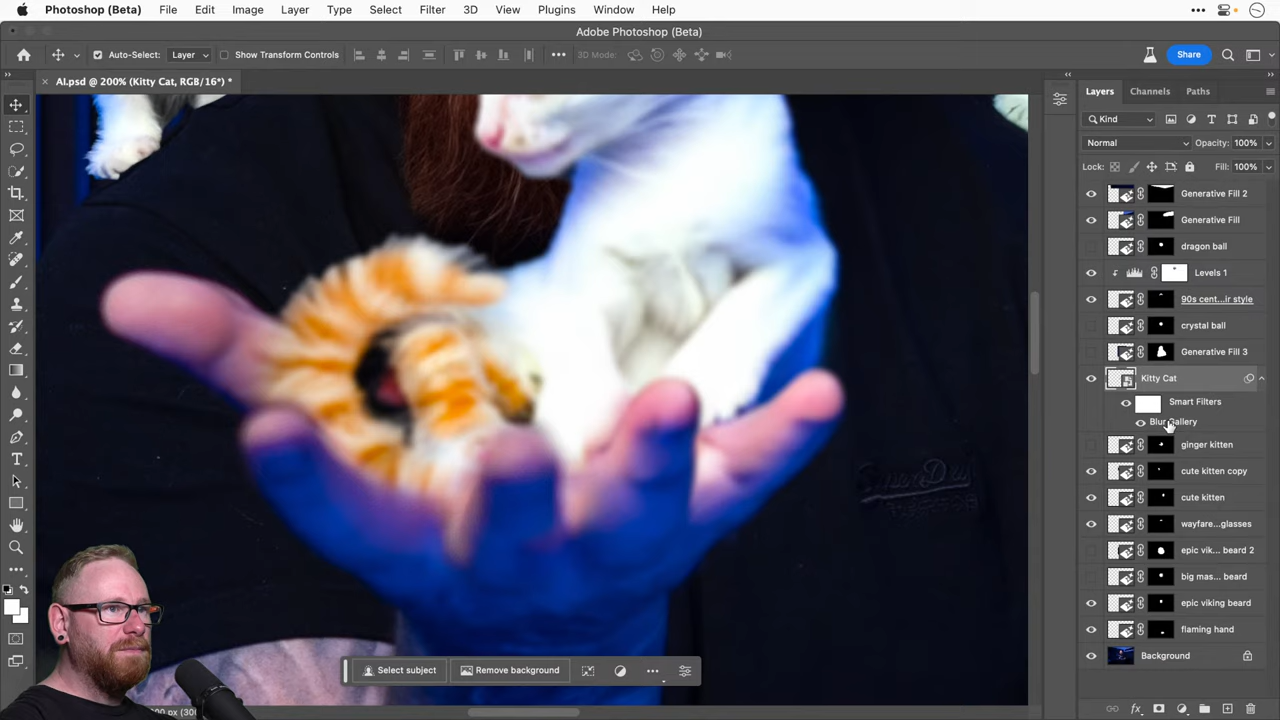 Photoshop (Beta) File Edit Image Layer Type Select Filter 3D View Plugins Window Help
Adobe Photoshop (Beta)
Auto-Select: Layer Show Transform Controls 3D Mode: Share
AI.psd @ 200% (Kitty Cat, RGB/16*) *
Layers Channels Paths
Kind
Normal Opacity: 100%
Lock: Fill: 100%
Generative Fill 2
Generative Fill
dragon ball
Levels 1
90s cent...ir style
crystal ball
Generative Fill 3
Kitty Cat
Smart Filters
Blur Gallery
ginger kitten
cute kitten copy
cute kitten
wayfare...glasses
epic vik... beard 2
big mas... beard
epic viking beard
flaming hand
Background
Select subject Remove background